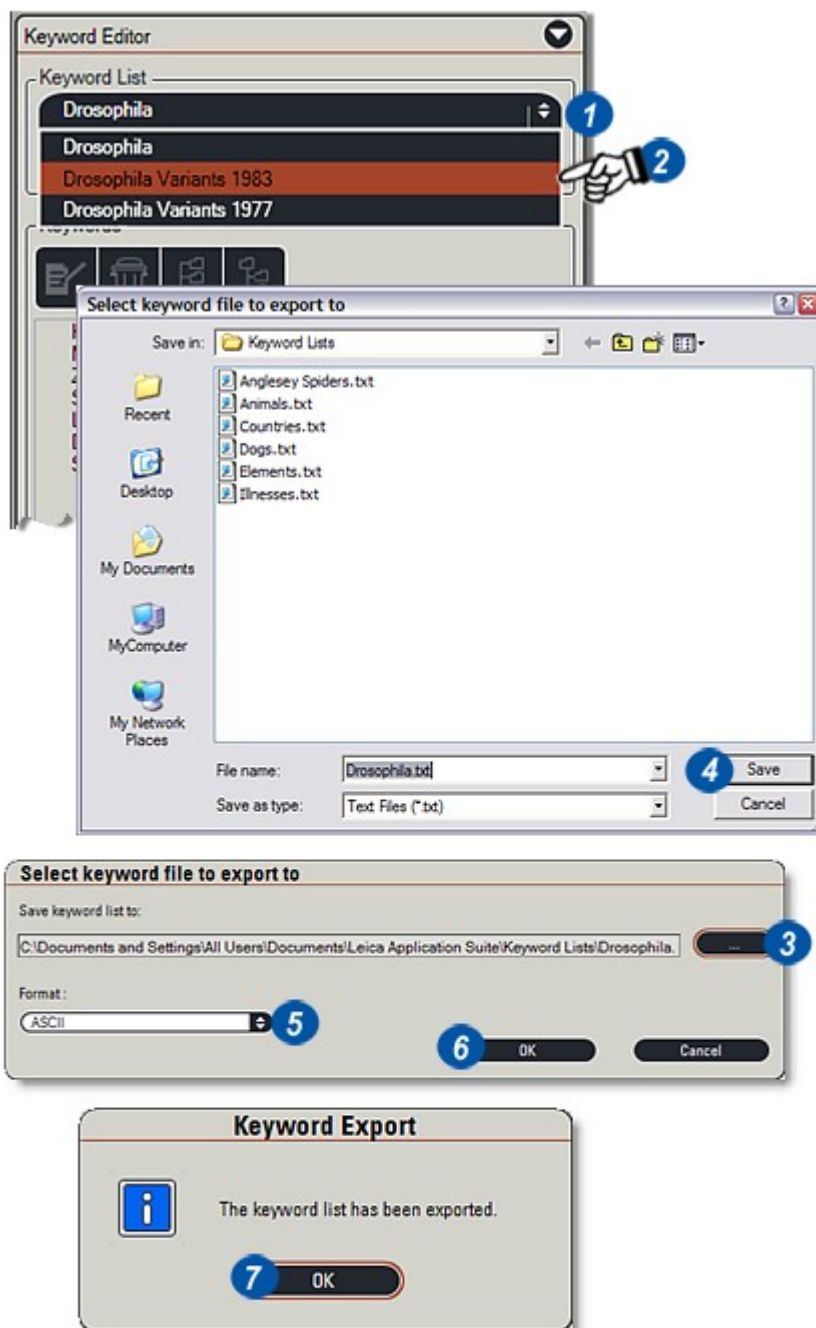 Keyword Editor
Keyword List
Drosophila
1
Drosophila
Drosophila Variants 1983
2
Drosophila Variants 1977
Select keyword file to export to
Save in:
Keyword Lists
Recent
Desktop
My Documents
MyComputer
My Network
Places
Anglesey Spiders.txt
Animals.txt
Countries.txt
Dogs.txt
Elements.txt
Illnesses.txt
File name:
Drosophila.txt
4
Save
Save as type:
Text Files (*.txt)
Cancel
Select keyword file to export to
Save keyword list to:
C:\Documents and Settings\All Users\Documents\Leica Application Suite\Keyword Lists\Drosophila.
...
3
Format :
ASCII
5
6
OK
Cancel
Keyword Export
The keyword list has been exported.
7
OK